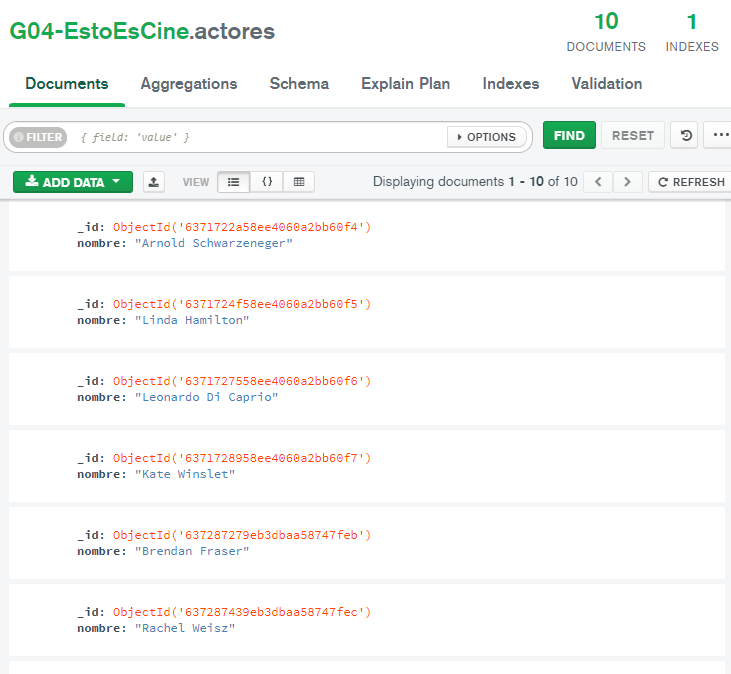 G04-EstoEsCine.actores
10 1
DOCUMENTS INDEXES
Documents Aggregations Schema Explain Plan Indexes Validation
FILTER { field: 'value' } OPTIONS FIND RESET ...
ADD DATA VIEW {} Displaying documents 1 - 10 of 10 < > REFRESH
_id: ObjectId('6371722a58ee4060a2bb60f4')
nombre: "Arnold Schwarzeneger"
_id: ObjectId('6371724f58ee4060a2bb60f5')
nombre: "Linda Hamilton"
_id: ObjectId('6371727558ee4060a2bb60f6')
nombre: "Leonardo Di Caprio"
_id: ObjectId('6371728958ee4060a2bb60f7')
nombre: "Kate Winslet"
_id: ObjectId('637287279eb3dbaa58747feb')
nombre: "Brendan Fraser"
_id: ObjectId('637287439eb3dbaa58747fec')
nombre: "Rachel Weisz"